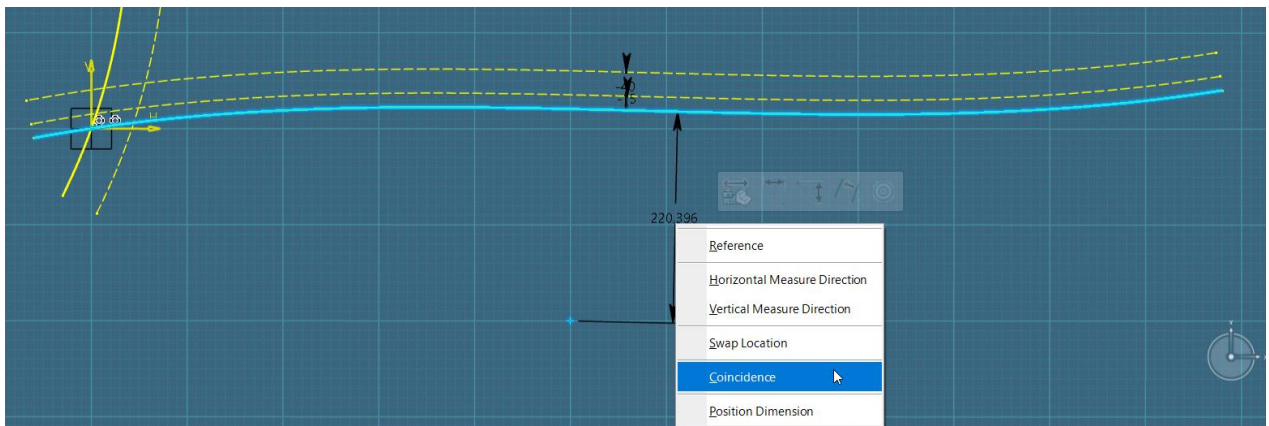 V
H
220,396
Reference
Horizontal Measure Direction
Vertical Measure Direction
Swap Location
Coincidence
Position Dimension